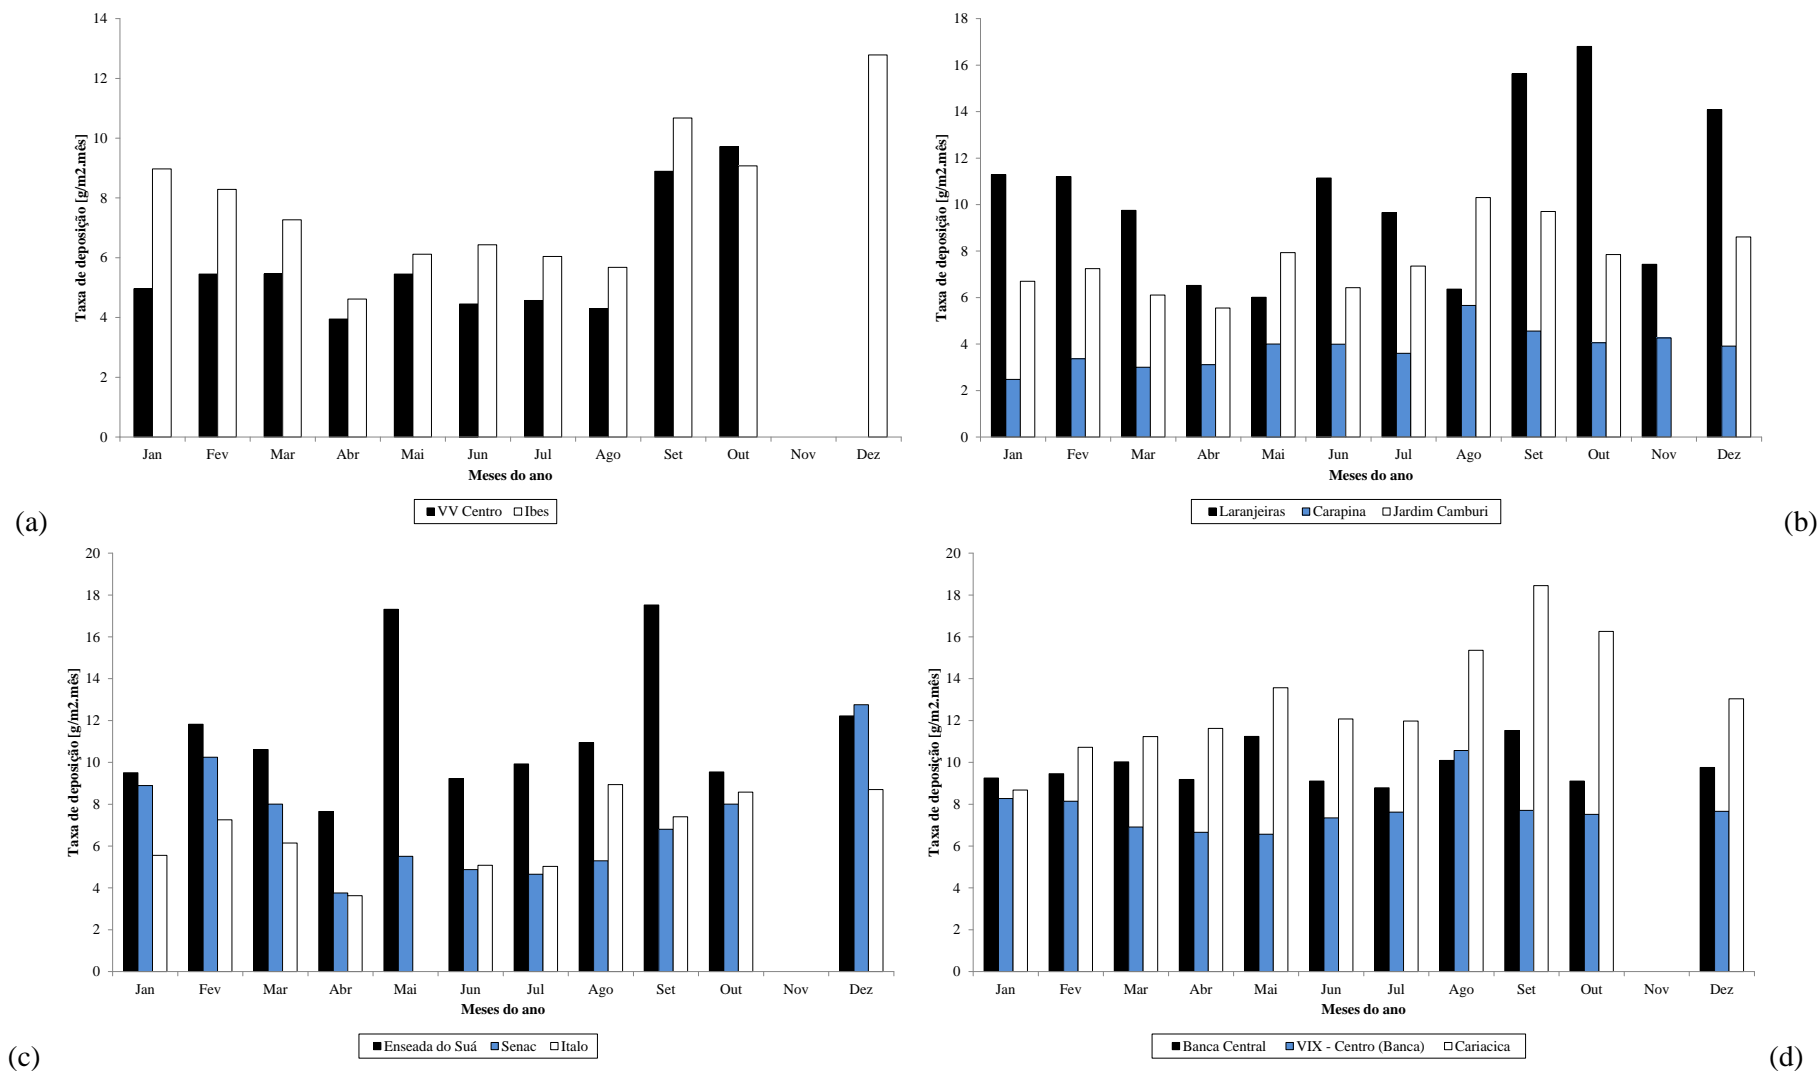 14
12
10
8
6
4
2
0
Taxa de deposição [g/m2.mês]
Jan Fev Mar Abr Mai Jun Jul Ago Set Out Nov Dez
Meses do ano
VV Centro Ibes
(a)
18
16
14
12
10
8
6
4
2
0
Taxa de deposição [g/m2.mês]
Jan Fev Mar Abr Mai Jun Jul Ago Set Out Nov Dez
Meses do ano
Laranjeiras Carapina Jardim Camburi
(b)
20
18
16
14
12
10
8
6
4
2
0
Taxa de deposição [g/m2.mês]
Jan Fev Mar Abr Mai Jun Jul Ago Set Out Nov Dez
Meses do ano
Enseada do Suá Senac Italo
(c)
20
18
16
14
12
10
8
6
4
2
0
Taxa de deposição [g/m2.mês]
Jan Fev Mar Abr Mai Jun Jul Ago Set Out Nov Dez
Meses do ano
Banca Central VIX - Centro (Banca) Cariacica
(d)